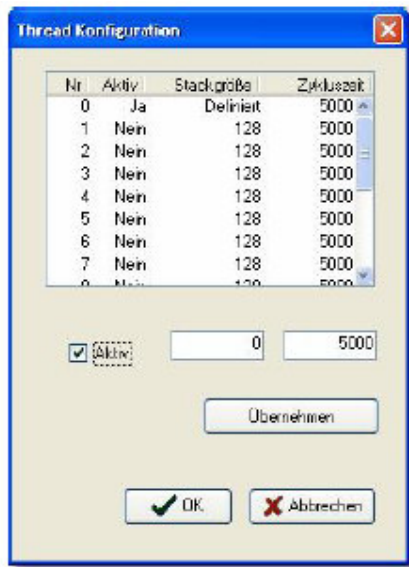 Thread Konfiguration
Nr Aktiv Stackgröße Zykluszeit
0 Ja Definiert 5000
1 Nein 128 5000
2 Nein 128 5000
3 Nein 128 5000
4 Nein 128 5000
5 Nein 128 5000
6 Nein 128 5000
7 Nein 128 5000
Aktiv 0 5000
Übernehmen
OK Abbrechen